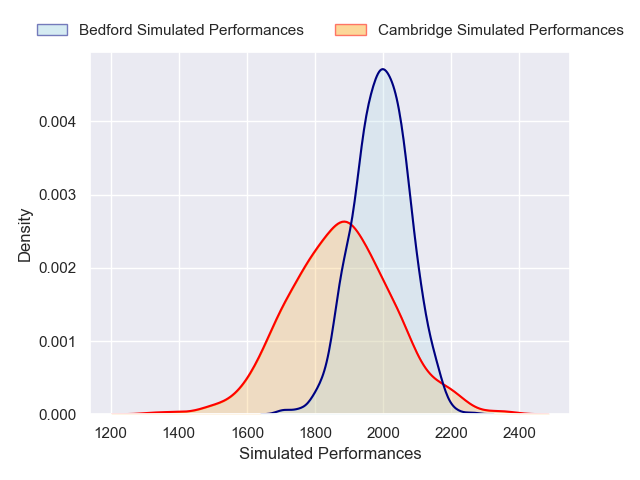 Bedford Simulated Performances Cambridge Simulated Performances
0.004
0.003
0.002
0.001
0.000
Density
1200 1400 1600 1800 2000 2200 2400
Simulated Performances